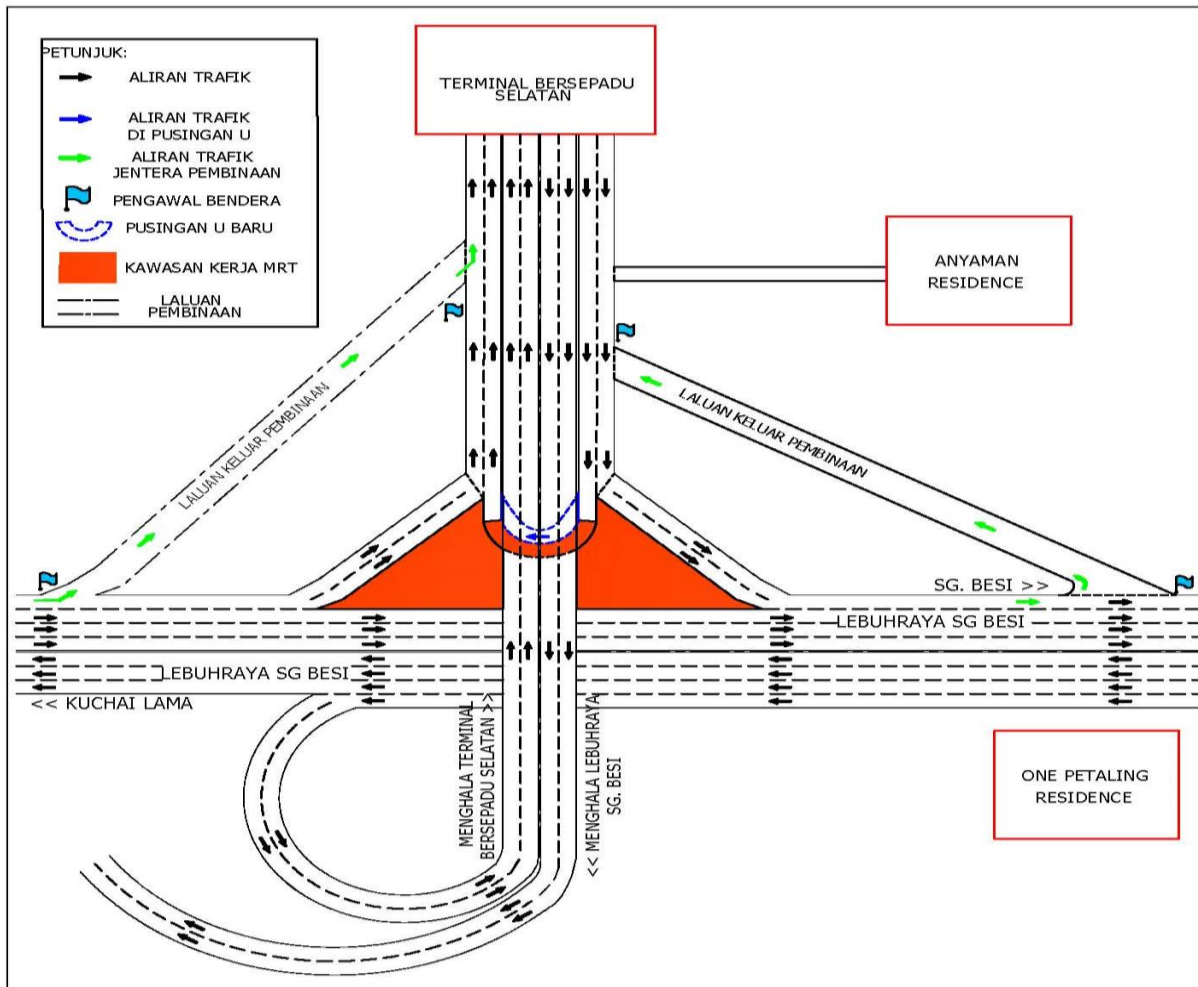 TERMINAL BERSEPADU
SELATAN
PETUNJUK:
ALIRAN TRAFIK
ALIRAN TRAFIK
DI PUSINGAN U
ALIRAN TRAFIK
JENTERA PEMBINAAN
PENGAWAL BENDERA
PUSINGAN U BARU
KAWASAN KERJA MRT
LALUAN
PEMBINAAN
ANYAMAN
RESIDENCE
LALUAN KELUAR PEMBINAAN
LALUAN KELUAR PEMBINAAN
SG. BESI >>
LEBUHRAYA SG BESI
LEBUHRAYA SG BESI
<< KUCHAI LAMA
MENGHALA TERMINAL
BERSEPADU SELATAN >>
<< MENGHALA LEBUHRAYA
SG. BESI
ONE PETALING
RESIDENCE